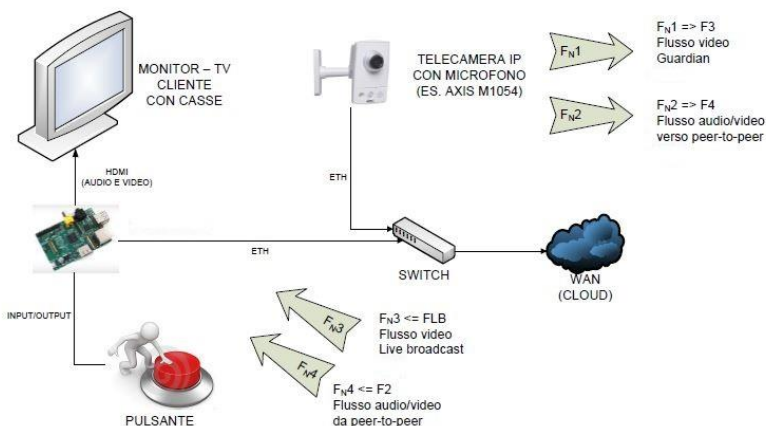 MONITOR – TV
CLIENTE
CON CASSE
TELECAMERA IP
CON MICROFONO
(ES. AXIS M1054)
FN1
FN1 => F3
Flusso video
Guardian
FN2
FN2 => F4
Flusso audio/video
verso peer-to-peer
HDMI
(AUDIO E VIDEO)
ETH
ETH
SWITCH
WAN
(CLOUD)
INPUT/OUTPUT
FN3
FN3 <= FLB
Flusso video
Live broadcast
FN4
FN4 <= F2
Flusso audio/video
da peer-to-peer
PULSANTE